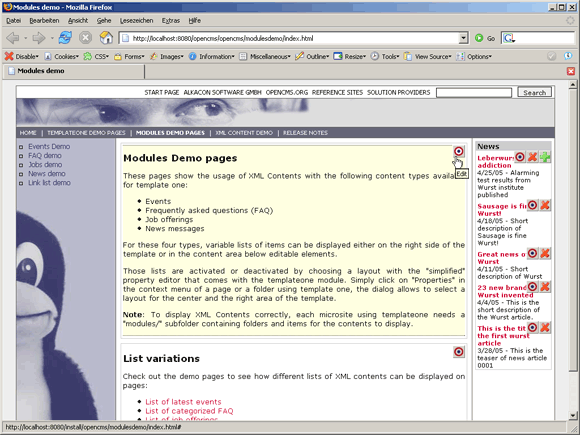 Modules demo - Mozilla Firefox
Datei Bearbeiten Ansicht Gehe Lesezeichen Extras Hilfe
http://localhost:8080/opencms/opencms/modulesdemo/index.html
Go
Disable Cookies CSS Forms Images Information Miscellaneous Outline Resize Tools View Source Options
Modules demo
START PAGE ALKACON SOFTWARE GMBH OPENCMS.ORG REFERENCE SITES SOLUTION PROVIDERS
Search
HOME | TEMPLATEONE DEMO PAGES | MODULES DEMO PAGES | XML CONTENT DEMO | RELEASE NOTES
Events Demo
FAQ demo
Jobs demo
News demo
Link list demo
Modules Demo pages
Edit
These pages show the usage of XML Contents with the following content types availa
for template one:
Events
Frequently asked questions (FAQ)
Job offerings
News messages
For these four types, variable lists of items can be displayed either on the right side of the
template or in the content area below editable elements.
Those lists are activated or deactivated by choosing a layout with the "simplified"
property editor that comes with the templateone module. Simply click on "Properties" in
the context menu of a page or a folder using template one, the dialog allows to select a
layout for the center and the right area of the template.
Note: To display XML Contents correctly, each microsite using templateone needs a
"modules/" subfolder containing folders and items for the contents to display.
List variations
Check out the demo pages to see how different lists of XML contents can be displayed on
pages:
List of latest events
List of categorized FAQ
List of job offerings
News
Leberwurs
addiction
4/25/05 - Alarming
test results from
Wurst institute
published
Sausage is fin
Wurst!
4/18/05 - Short
description of
Sausage is fine
Wurst!
Great news o
Wurst
4/11/05 - Short
description of Wurst
23 new brand
Wurst invented
4/4/05 - This is the
short description of
the Wurst article.
This is the tit
the first wurst
article
3/28/05 - This is the
teaser of news article
0001
http://localhost:8080/install/opencms/modulesdemo/index.html#